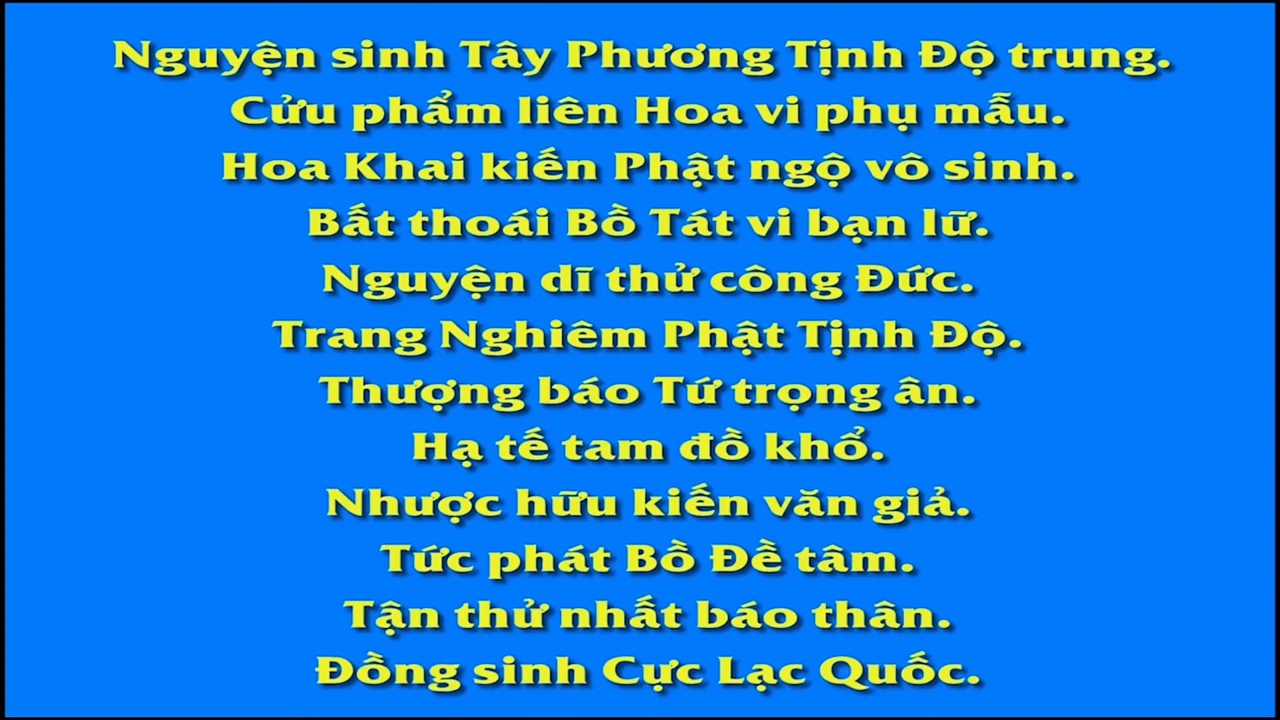 Nguyện sinh Tây Phương Tịnh Độ trung.
Cửu phẩm liên Hoa vi phụ mẫu.
Hoa Khai kiến Phật ngộ vô sinh.
Bất thoái Bồ Tát vi bạn lữ.
Nguyện dĩ thử công Đức.
Trang Nghiêm Phật Tịnh Độ.
Thượng báo Tứ trọng ân.
Hạ tế tam đồ khổ.
Nhược hữu kiến văn giả.
Tức phát Bồ Đề tâm.
Tận thử nhất báo thân.
Đồng sinh Cực Lạc Quốc.